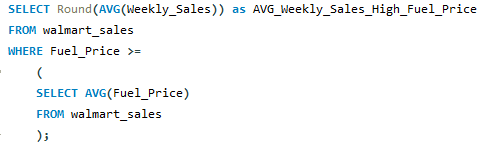 SELECT Round(AVG(Weekly_Sales)) as AVG_Weekly_Sales_High_Fuel_Price
FROM walmart_sales
WHERE Fuel_Price >=
(
SELECT AVG(Fuel_Price)
FROM walmart_sales
);